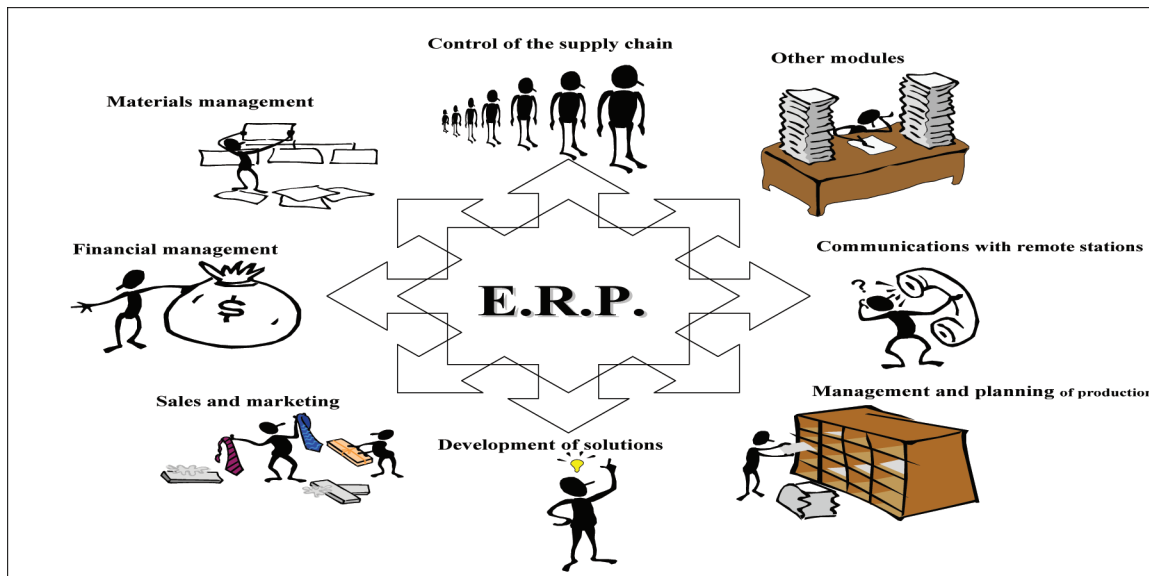 Control of the supply chain
Other modules
Materials management
Financial management
Communications with remote stations
?
$
E.R.P.
Sales and marketing
Management and planning of production
Development of solutions